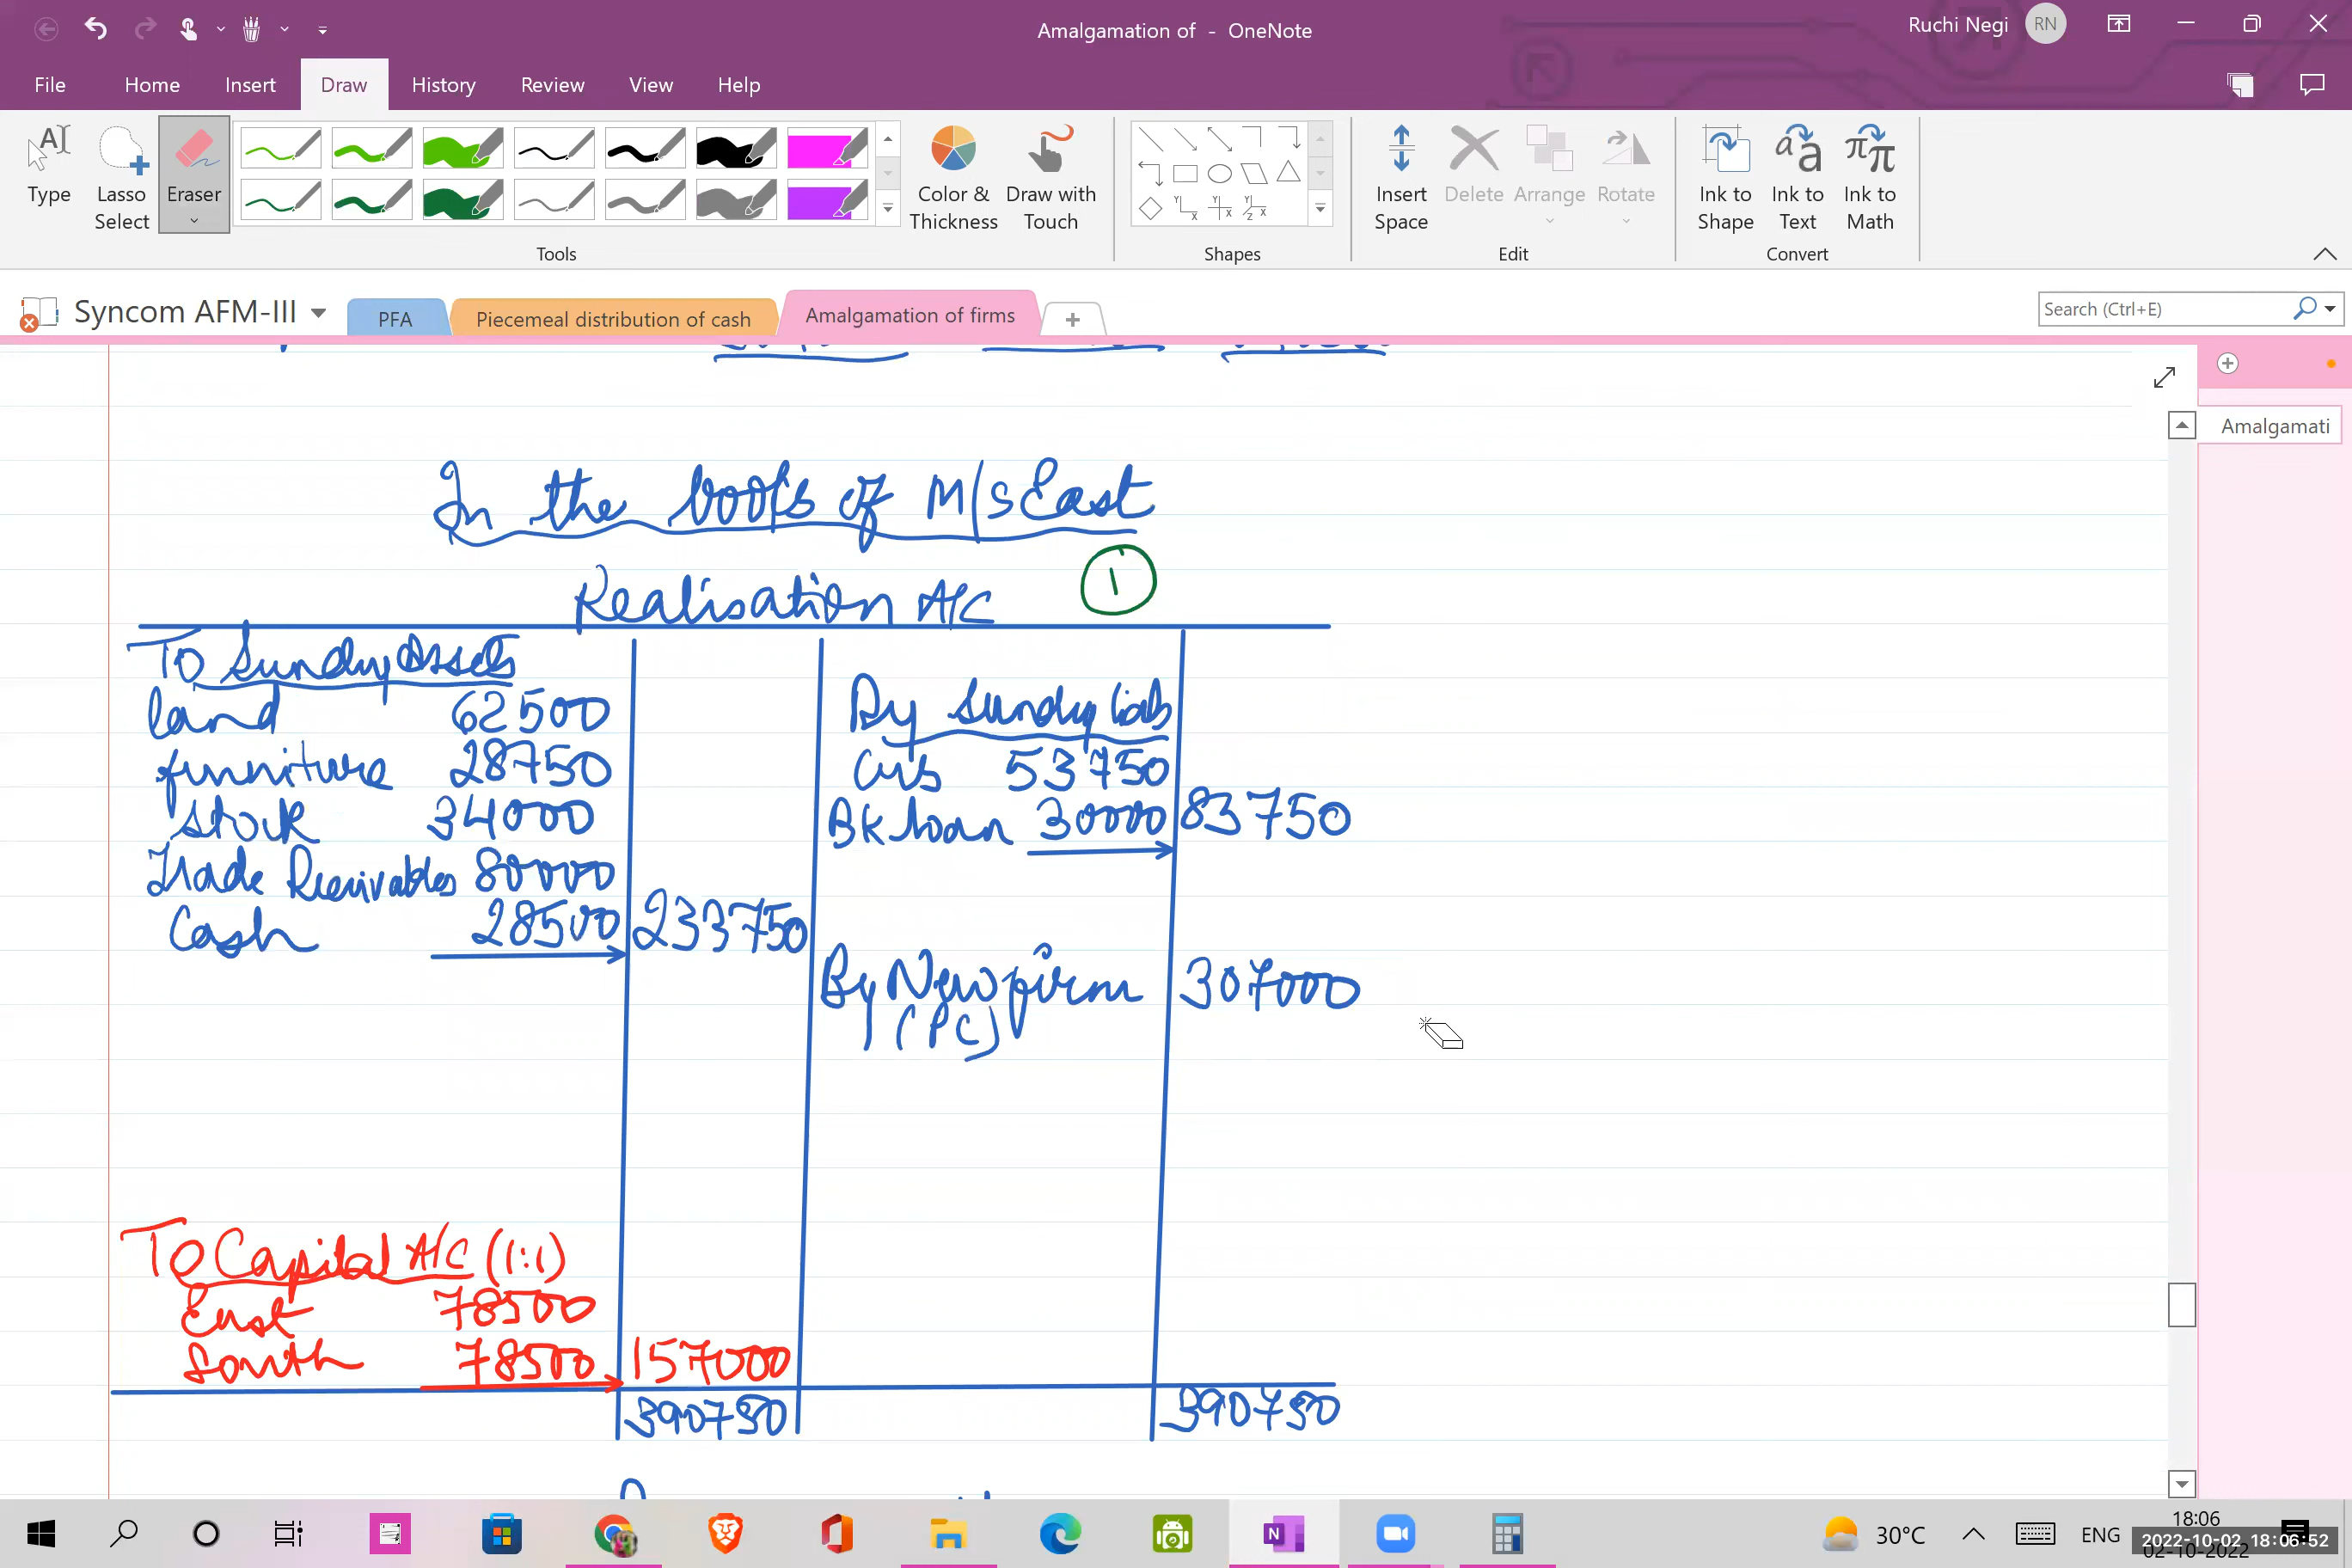 Amalgamation of - OneNote
Ruchi Negi RN
File Home Insert Draw History Review View Help
Type
Lasso Select
Eraser
Color & Thickness
Draw with Touch
Insert Space
Delete
Arrange
Rotate
Ink to Shape
Ink to Text
Ink to Math
Tools Shapes Edit Convert
Syncom AFM-III PFA Piecemeal distribution of cash Amalgamation of firms +
Search (Ctrl+E)
Amalgamati
In the books of M/s East
Realisation A/C 1
To Sundry Assets
land 62500
furniture 28750
stock 34000
Trade Receivables 80000
Cash 28500 233750
By Sundry liab
Crs 53750
Bk loan 30000 83750
By New firm 307000
(PC)
To Capital A/C (1:1)
East 78500
South 78500 157000
390750 390750
30°C ENG 18:06
02-10-2022
2022-10-02 18:06:52